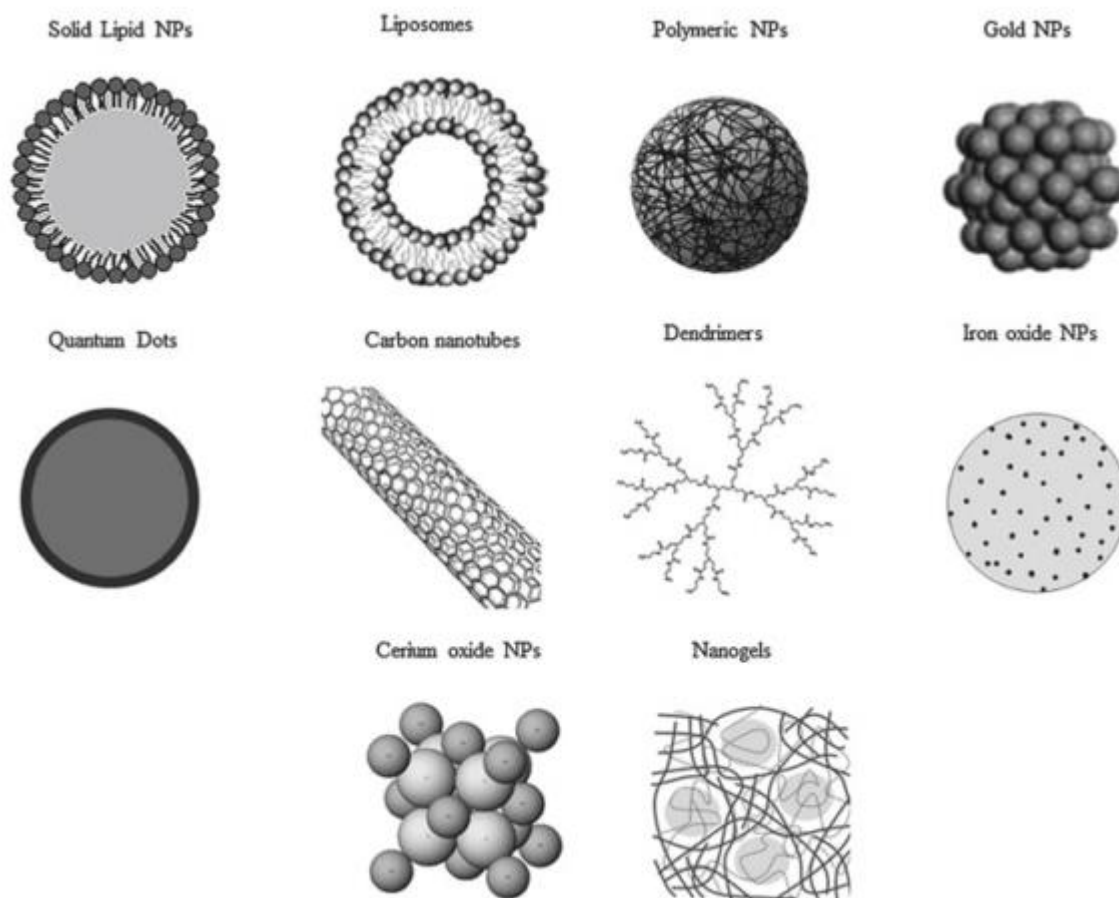 Solid Lipid NPs
Liposomes
Polymeric NPs
Gold NPs
Quantum Dots
Carbon nanotubes
Dendrimers
Iron oxide NPs
Cerium oxide NPs
Nanogels